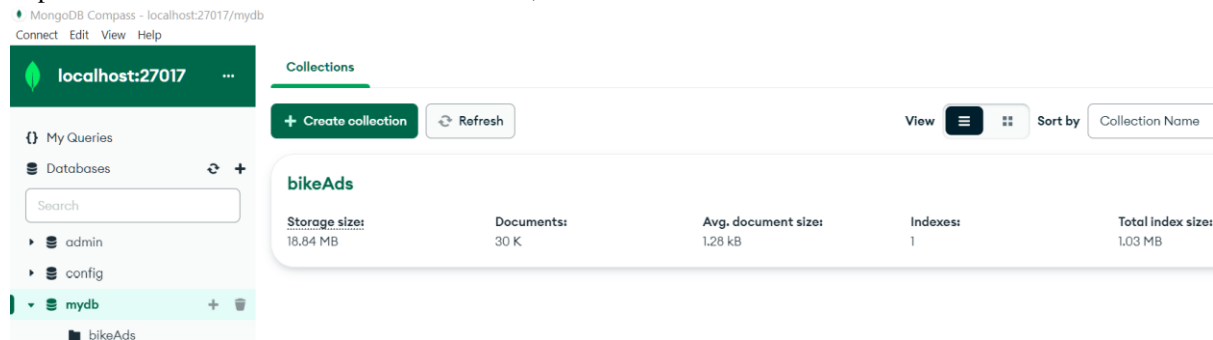 MongoDB Compass - localhost:27017/mydb
Connect Edit View Help
localhost:27017 ...
Collections
+ Create collection
Refresh
View
Sort by
Collection Name
{} My Queries
Databases
Search
admin
config
mydb
bikeAds
bikeAds
Storage size:
18.84 MB
Documents:
30 K
Avg. document size:
1.28 kB
Indexes:
1
Total index size:
1.03 MB